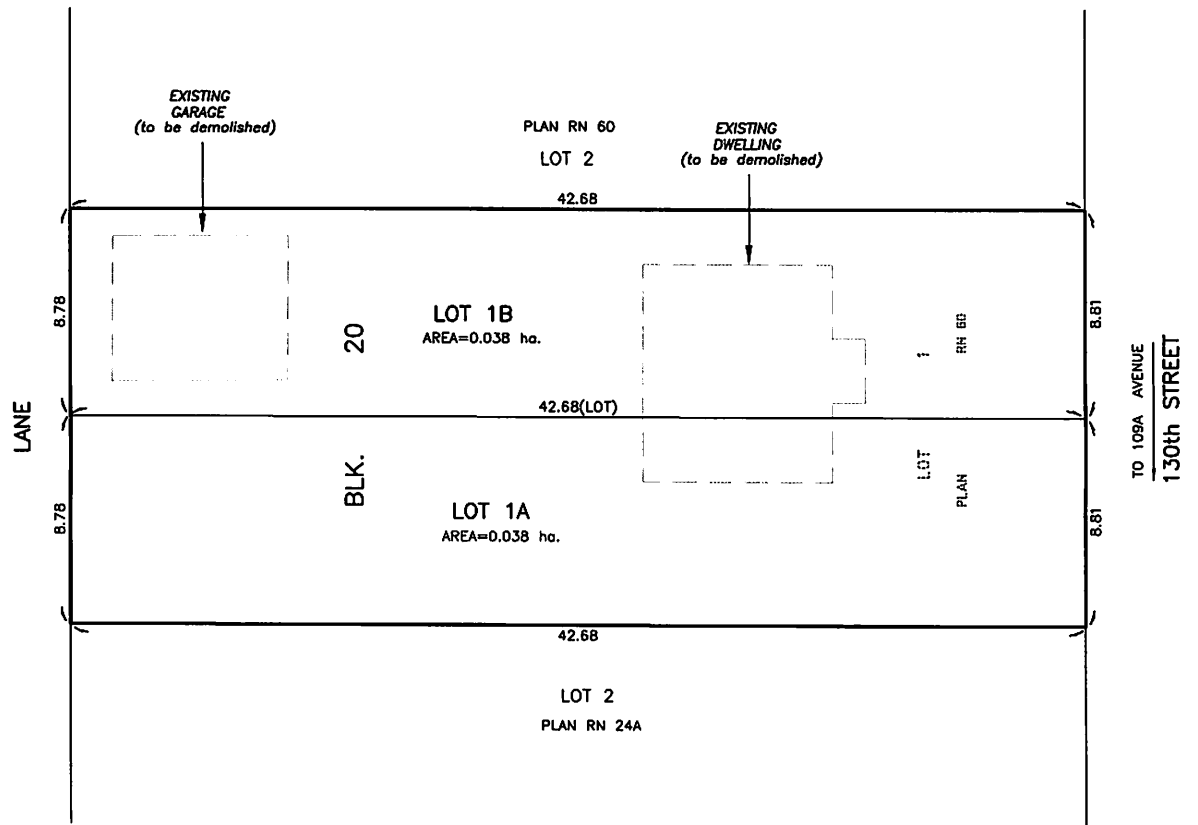 EXISTING
GARAGE
(to be demolished)
PLAN RN 60
LOT 2
EXISTING
DWELLING
(to be demolished)
42.68
8.78
LOT 1B
AREA=0.038 ha.
20
1
RN 60
8.81
LANE
42.68(LOT)
TO 109A AVENUE
130th STREET
8.78
BLK.
LOT 1A
AREA=0.038 ha.
LOT
PLAN
8.81
42.68
LOT 2
PLAN RN 24A